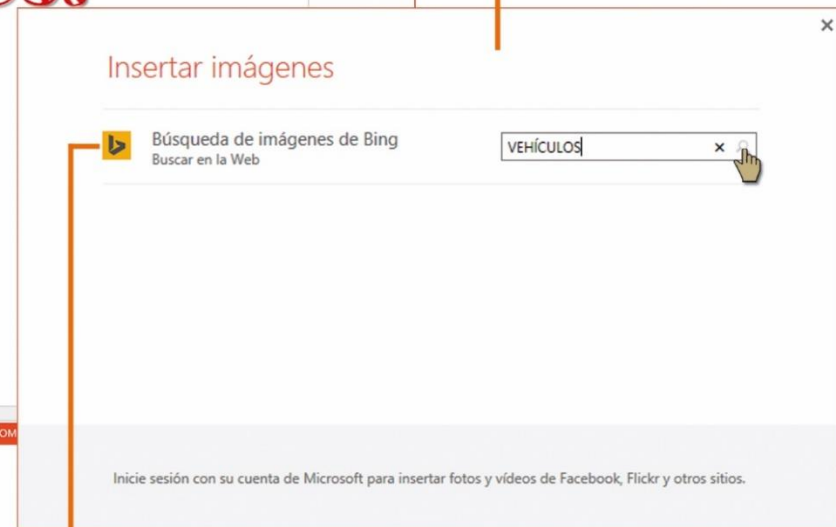 Insertar imágenes
Búsqueda de imágenes de Bing
Buscar en la Web
VEHÍCULOS
OM
Inicie sesión con su cuenta de Microsoft para insertar fotos y vídeos de Facebook, Flickr y otros sitios.